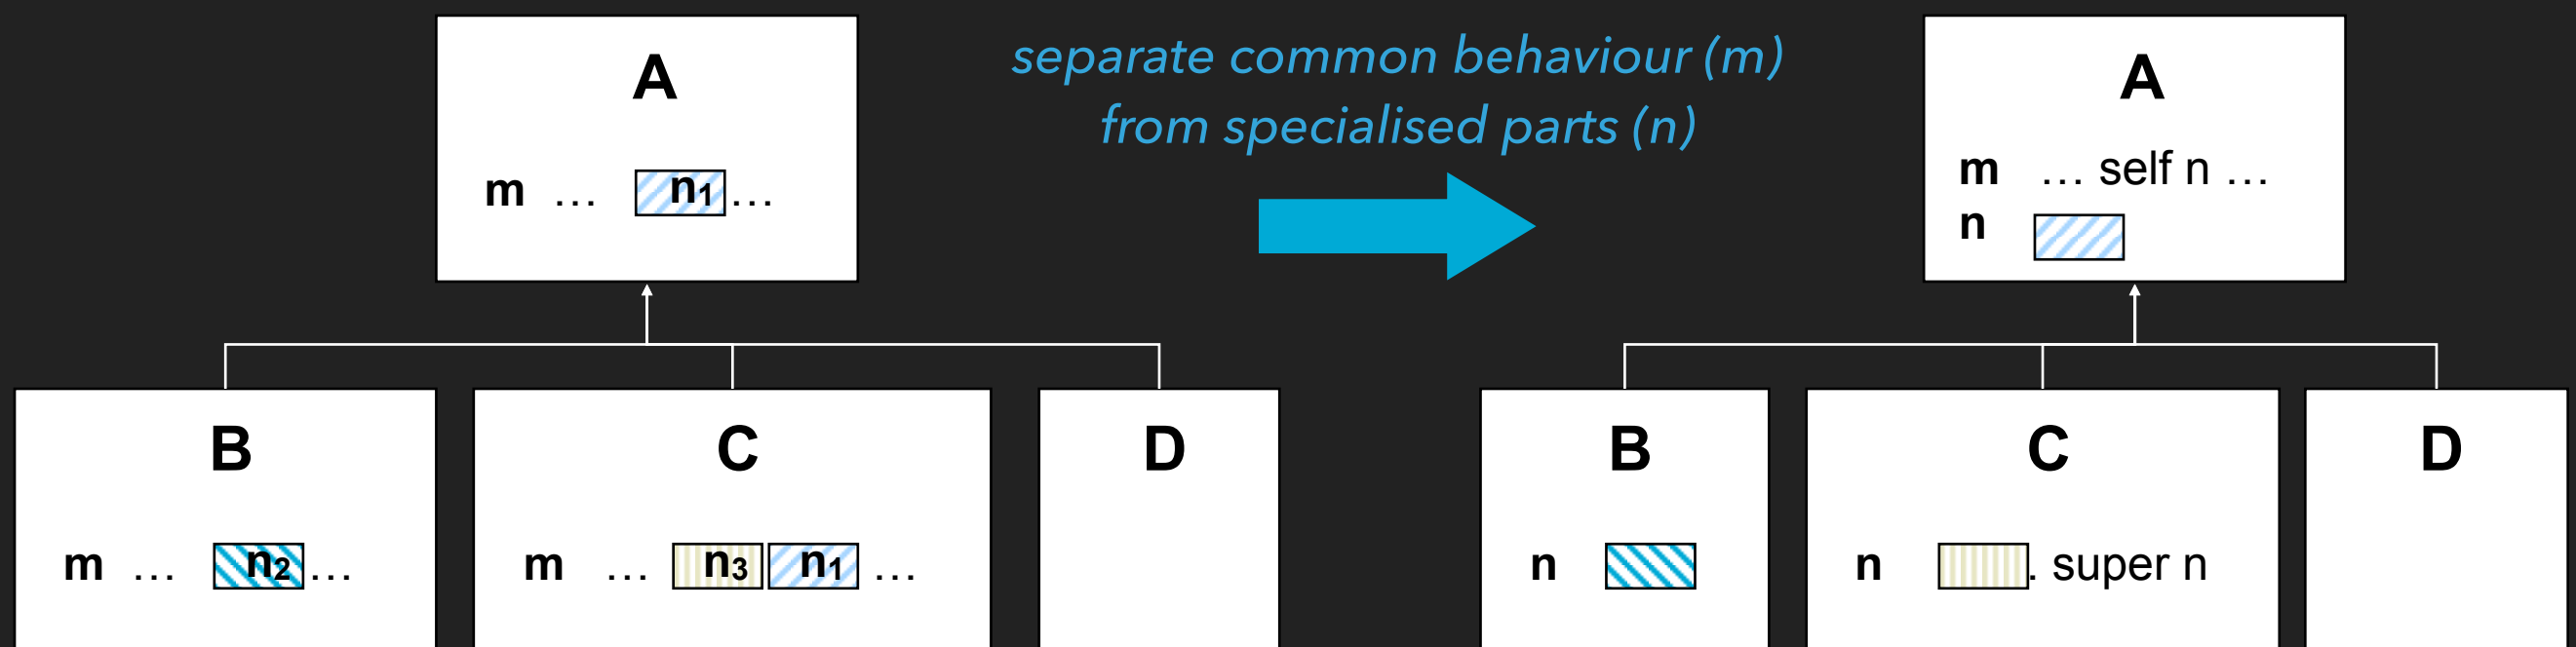 A
m … n1 …
B
m … n2 …
C
m … n3 n1 …
D
separate common behaviour (m)
from specialised parts (n)
A
m … self n …
n
B
n
C
n . super n
D